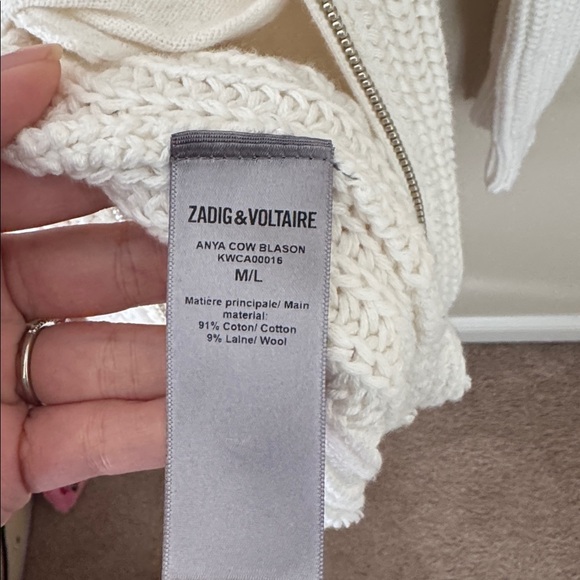 ZADIG&VOLTAIRE
ANYA COW BLASON
KWCA00016
M/L
Matière principale/ Main
material:
91% Coton/ Cotton
9% Laine/ Wool